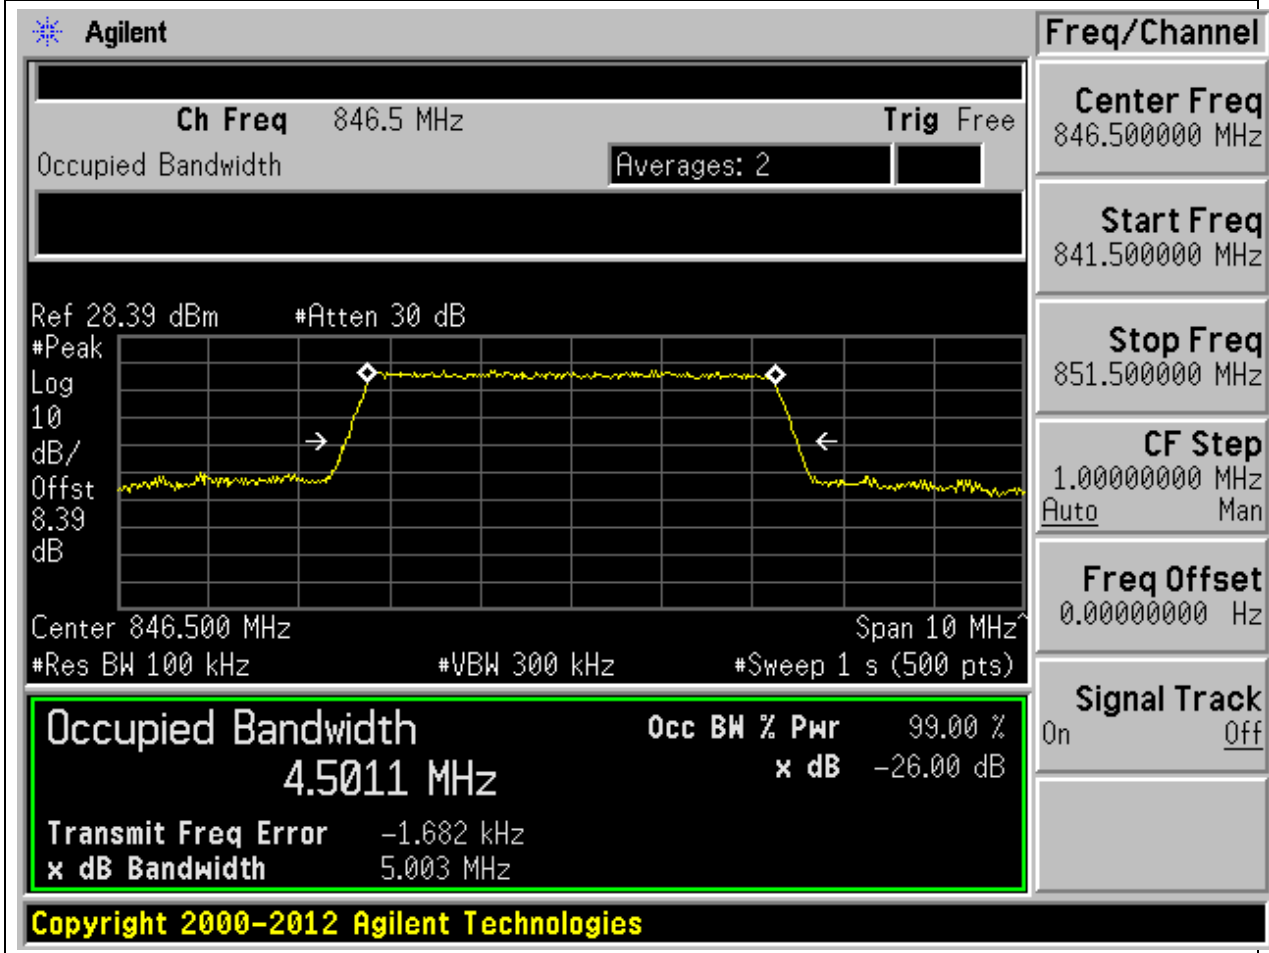 Agilent
Freq/Channel
Ch Freq 846.5 MHz Trig Free
Occupied Bandwidth Averages: 2
Center Freq
846.500000 MHz
Start Freq
841.500000 MHz
Stop Freq
851.500000 MHz
CF Step
1.00000000 MHz
Auto Man
Freq Offset
0.00000000 Hz
Signal Track
On Off
Ref 28.39 dBm #Atten 30 dB
#Peak
Log
10
dB/
Offst
8.39
dB
Center 846.500 MHz Span 10 MHz^
#Res BW 100 kHz #VBW 300 kHz #Sweep 1 s (500 pts)
Occupied Bandwidth Occ BW % Pwr 99.00 %
4.5011 MHz x dB -26.00 dB
Transmit Freq Error -1.682 kHz
x dB Bandwidth 5.003 MHz
Copyright 2000-2012 Agilent Technologies